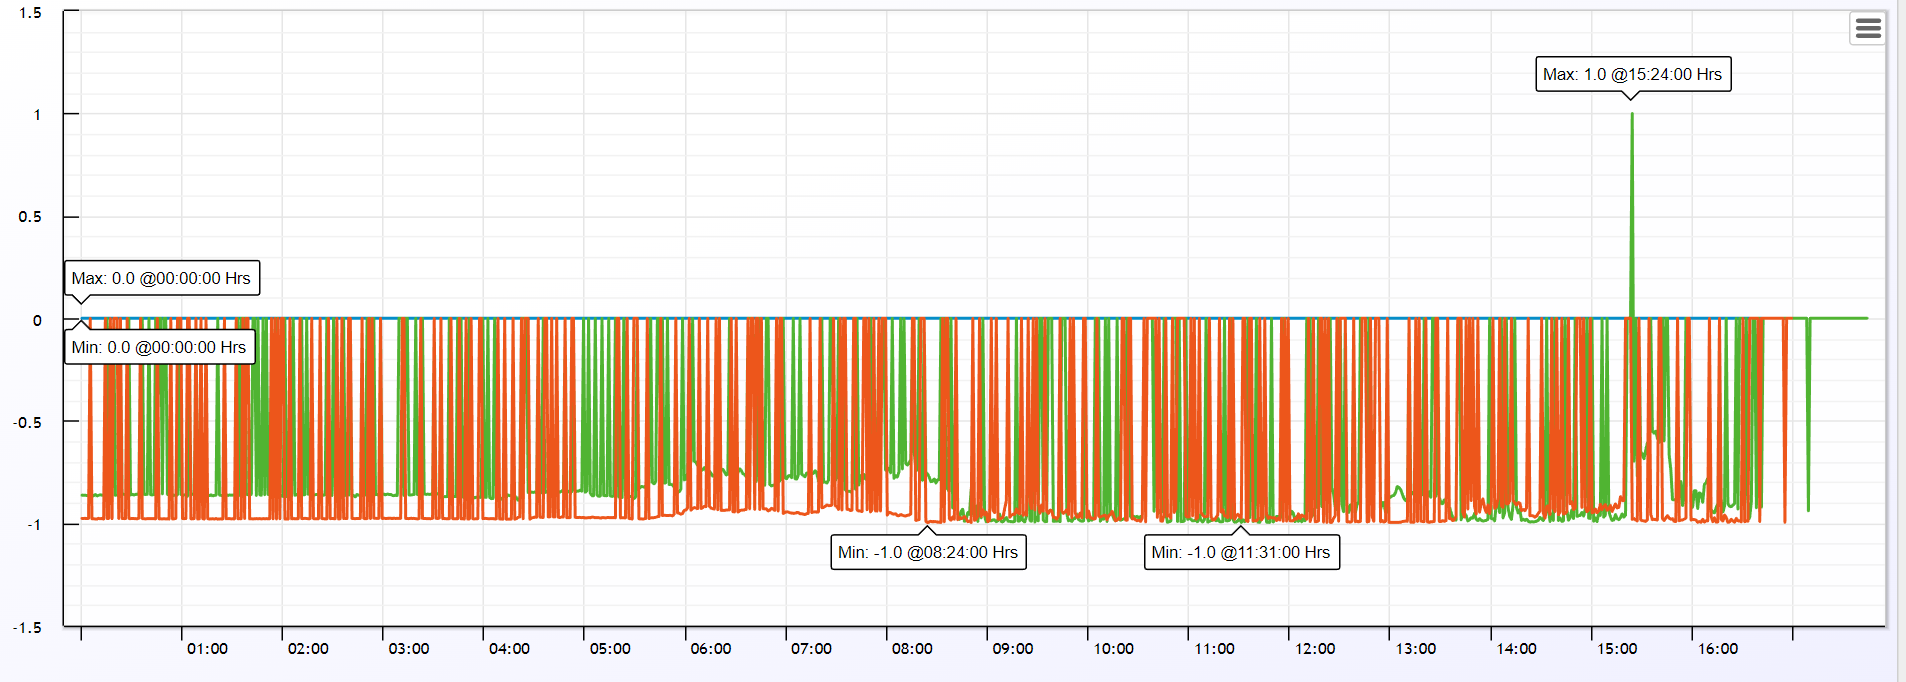 1.5
Max: 1.0 @15:24:00 Hrs
1
0.5
Max: 0.0 @00:00:00 Hrs
0
Min: 0.0 @00:00:00 Hrs
-0.5
-1
Min: -1.0 @08:24:00 Hrs
Min: -1.0 @11:31:00 Hrs
-1.5
01:00 02:00 03:00 04:00 05:00 06:00 07:00 08:00 09:00 10:00 11:00 12:00 13:00 14:00 15:00 16:00